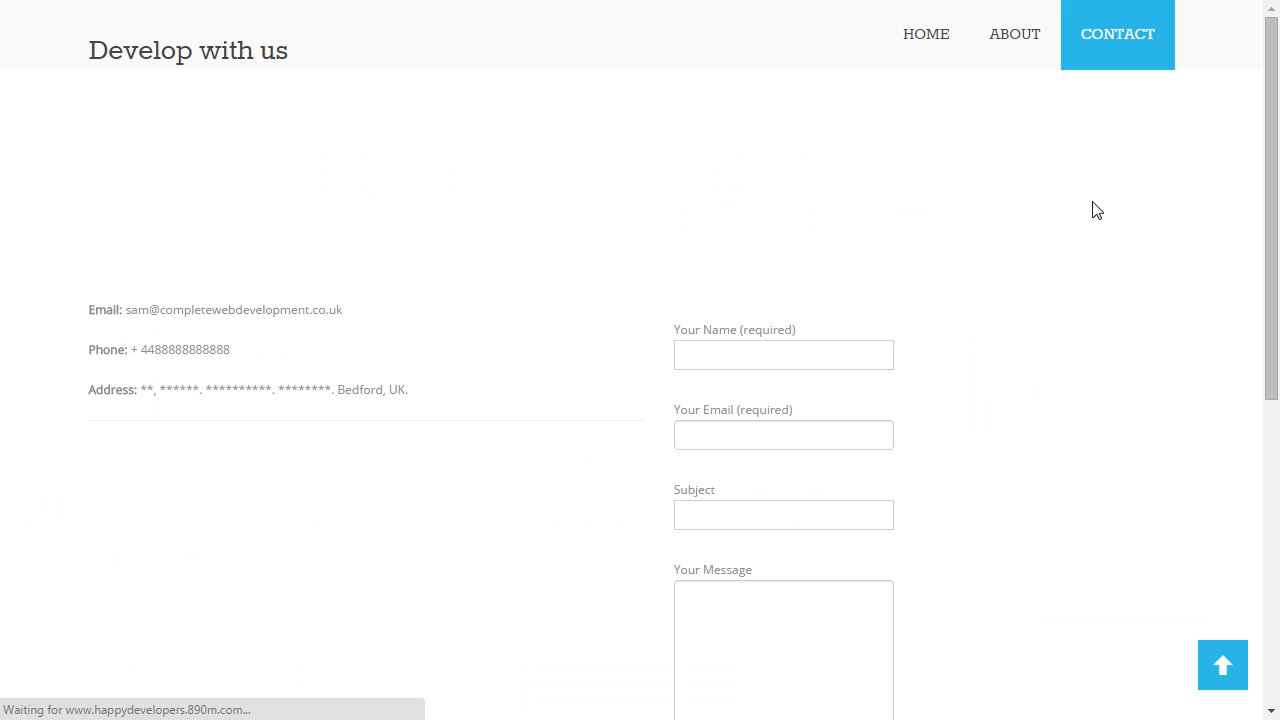 Develop with us
HOME
ABOUT
CONTACT
Email: sam@completewebdevelopment.co.uk
Phone: + 4488888888888
Address: **, ******. **********. ********. Bedford, UK.
Your Name (required)
Your Email (required)
Subject
Your Message
Waiting for www.happydevelopers.890m.com...